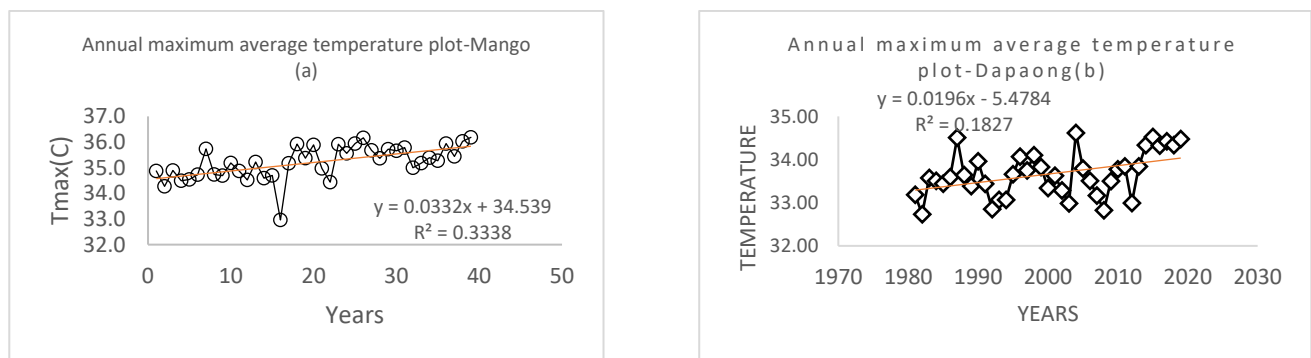 Annual maximum average temperature plot-Mango
(a)
37.0
36.0
35.0
34.0
33.0
32.0
Tmax(C)
y = 0.0332x + 34.539
R² = 0.3338
0 10 20 30 40 50
Years
Annual maximum average temperature
plot-Dapaong(b)
y = 0.0196x - 5.4784
R² = 0.1827
35.00
34.00
33.00
32.00
TEMPERATURE
1970 1980 1990 2000 2010 2020 2030
YEARS